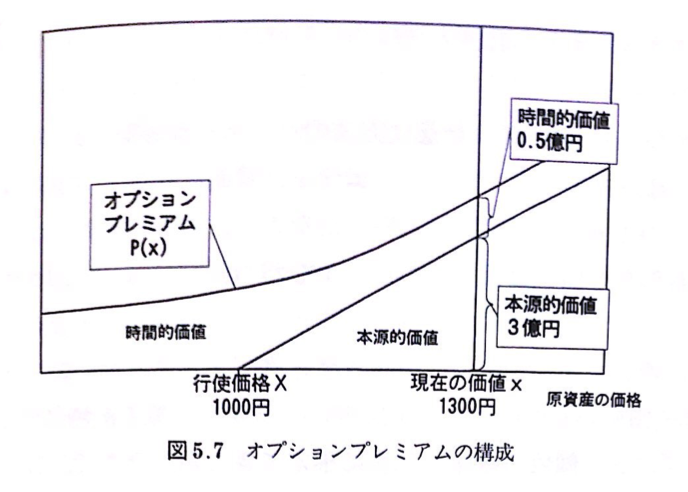 時間的価値
0.5億円
オプション
プレミアム
P(x)
本源的価値
3億円
時間的価値
本源的価値
行使価格X
1000円
現在の価値x
1300円
原資産の価格
図5.7 オプションプレミアムの構成